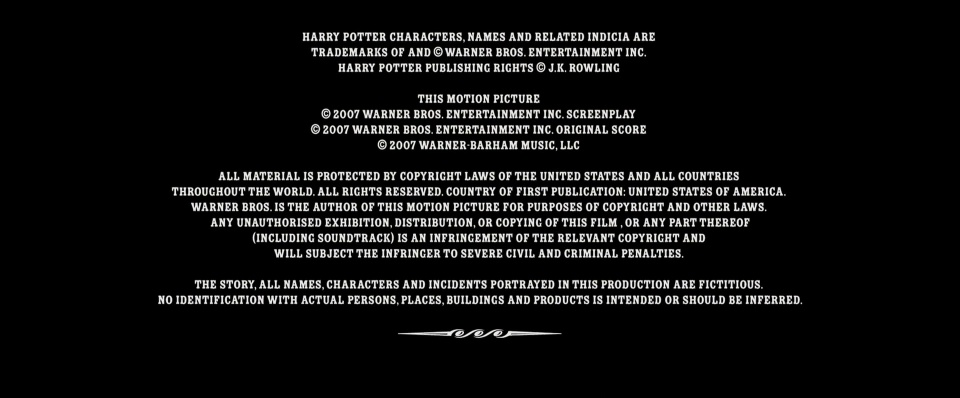 HARRY POTTER CHARACTERS, NAMES AND RELATED INDICIA ARE
TRADEMARKS OF AND © WARNER BROS. ENTERTAINMENT INC.
HARRY POTTER PUBLISHING RIGHTS © J.K. ROWLING
THIS MOTION PICTURE
© 2007 WARNER BROS. ENTERTAINMENT INC. SCREENPLAY
© 2007 WARNER BROS. ENTERTAINMENT INC. ORIGINAL SCORE
© 2007 WARNER-BARHAM MUSIC, LLC
ALL MATERIAL IS PROTECTED BY COPYRIGHT LAWS OF THE UNITED STATES AND ALL COUNTRIES
THROUGHOUT THE WORLD. ALL RIGHTS RESERVED. COUNTRY OF FIRST PUBLICATION: UNITED STATES OF AMERICA.
WARNER BROS. IS THE AUTHOR OF THIS MOTION PICTURE FOR PURPOSES OF COPYRIGHT AND OTHER LAWS.
ANY UNAUTHORISED EXHIBITION, DISTRIBUTION, OR COPYING OF THIS FILM , OR ANY PART THEREOF
(INCLUDING SOUNDTRACK) IS AN INFRINGEMENT OF THE RELEVANT COPYRIGHT AND
WILL SUBJECT THE INFRINGER TO SEVERE CIVIL AND CRIMINAL PENALTIES.
THE STORY, ALL NAMES, CHARACTERS AND INCIDENTS PORTRAYED IN THIS PRODUCTION ARE FICTITIOUS.
NO IDENTIFICATION WITH ACTUAL PERSONS, PLACES, BUILDINGS AND PRODUCTS IS INTENDED OR SHOULD BE INFERRED.